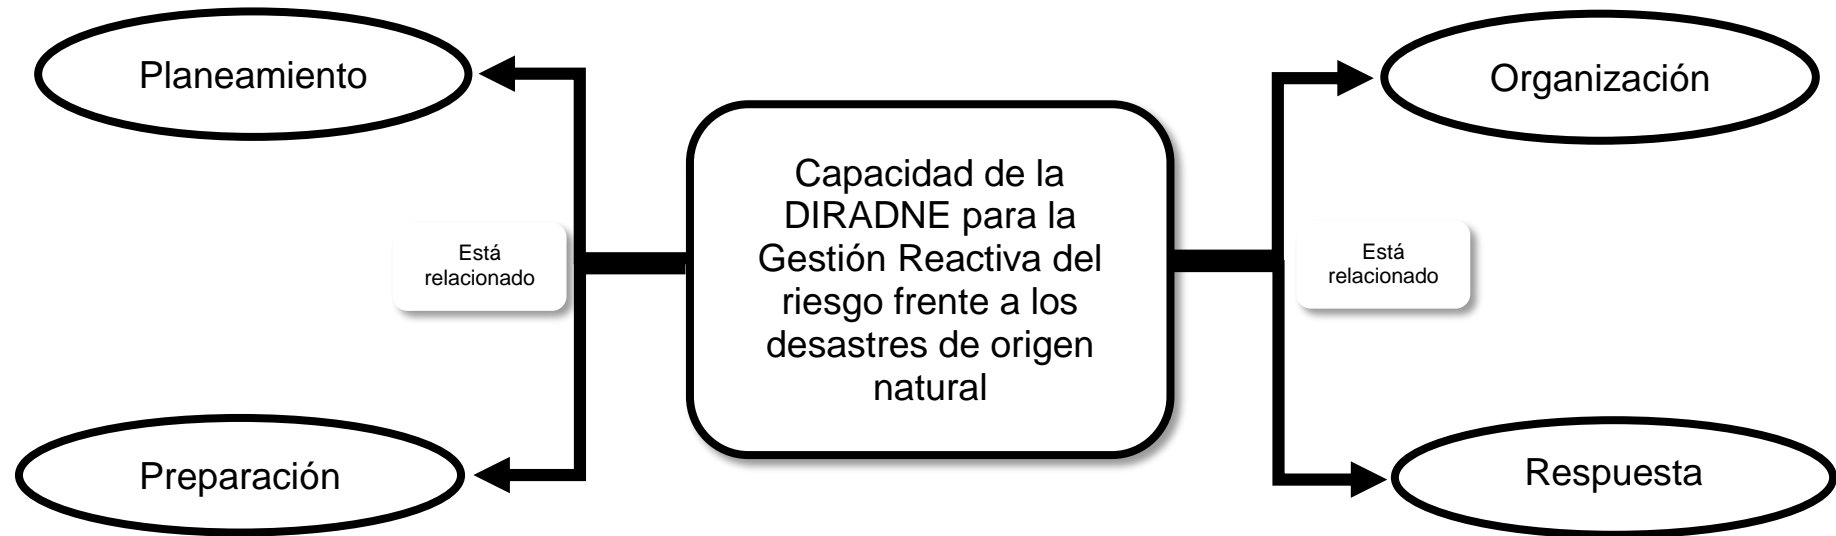 Planeamiento
Organización
Capacidad de la
DIRADNE para la
Gestión Reactiva del
riesgo frente a los
desastres de origen
natural
Está
relacionado
Está
relacionado
Preparación
Respuesta